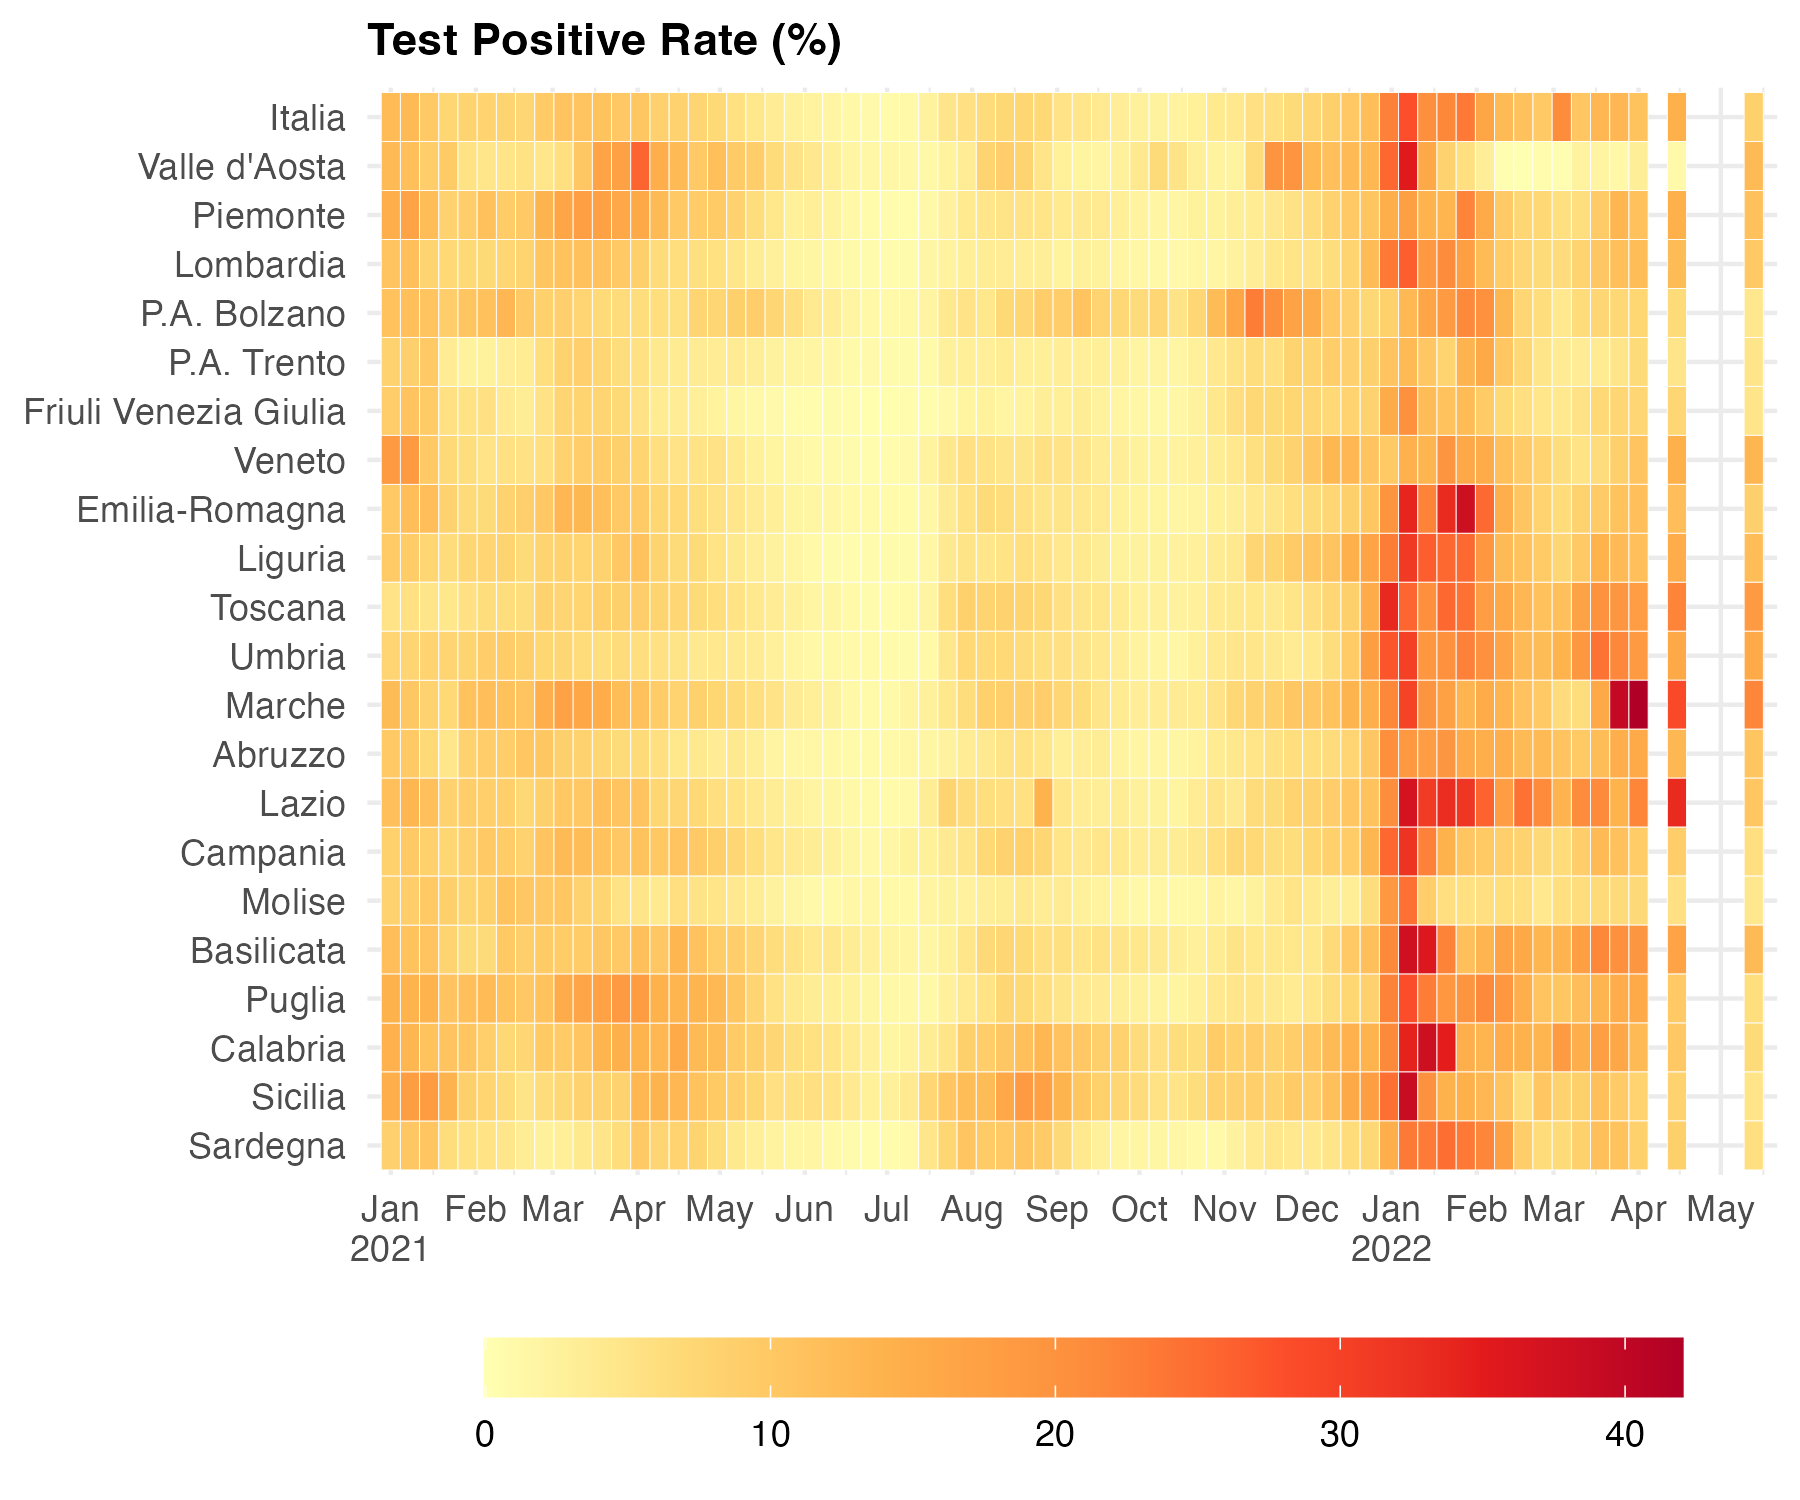 Test Positive Rate (%)
Italia
Valle d'Aosta
Piemonte
Lombardia
P.A. Bolzano
P.A. Trento
Friuli Venezia Giulia
Veneto
Emilia-Romagna
Liguria
Toscana
Umbria
Marche
Abruzzo
Lazio
Campania
Molise
Basilicata
Puglia
Calabria
Sicilia
Sardegna
Jan Feb Mar Apr May Jun Jul Aug Sep Oct Nov Dec Jan Feb Mar Apr May
2021 2022
0 10 20 30 40